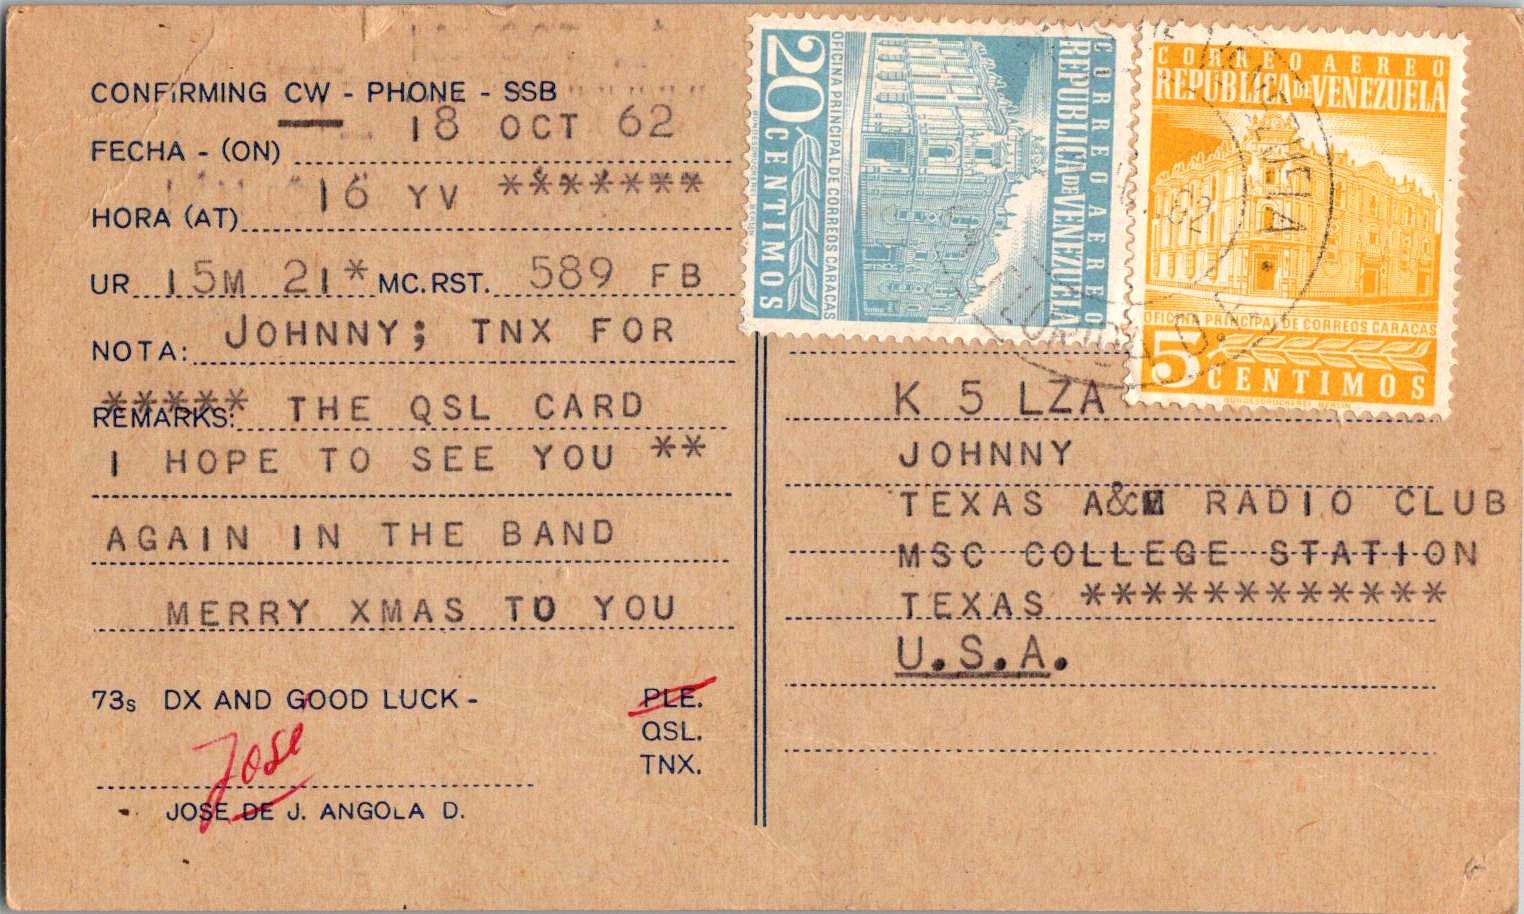 CONFIRMING CW - PHONE - SSB
FECHA - (ON) 18 OCT 62
HORA (AT) 16 YV *******
UR 15M 21* MC. RST. 589 FB
NOTA: JOHNNY; TNX FOR
REMARKS: ***** THE QSL CARD
I HOPE TO SEE YOU **
AGAIN IN THE BAND
MERRY XMAS TO YOU
73s DX AND GOOD LUCK -
PLE.
QSL.
TNX.
José
JOSE DE J. ANGOLA D.
CORREO AEREO
REPUBLICA DE VENEZUELA
OFICINA PRINCIPAL DE CORREOS CARACAS
20 CENTIMOS
CORREO AEREO
REPUBLICA DE VENEZUELA
OFICINA PRINCIPAL DE CORREOS CARACAS
5 CENTIMOS
BUNDESDRUCKEREI BERLIN
K 5 LZA
JOHNNY
TEXAS A&M RADIO CLUB
MSC COLLEGE STATION
TEXAS ************
U.S.A.